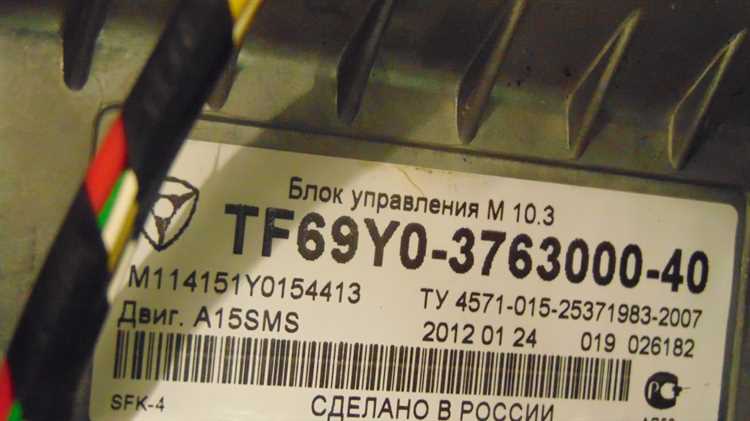 Блок управления М 10.3
TF69Y0-3763000-40
M114151Y0154413
ТУ 4571-015-25371983-2007
Двиг. A15SMS
2012 01 24
019 026182
SFK-4
СДЕЛАНО В РОССИИ